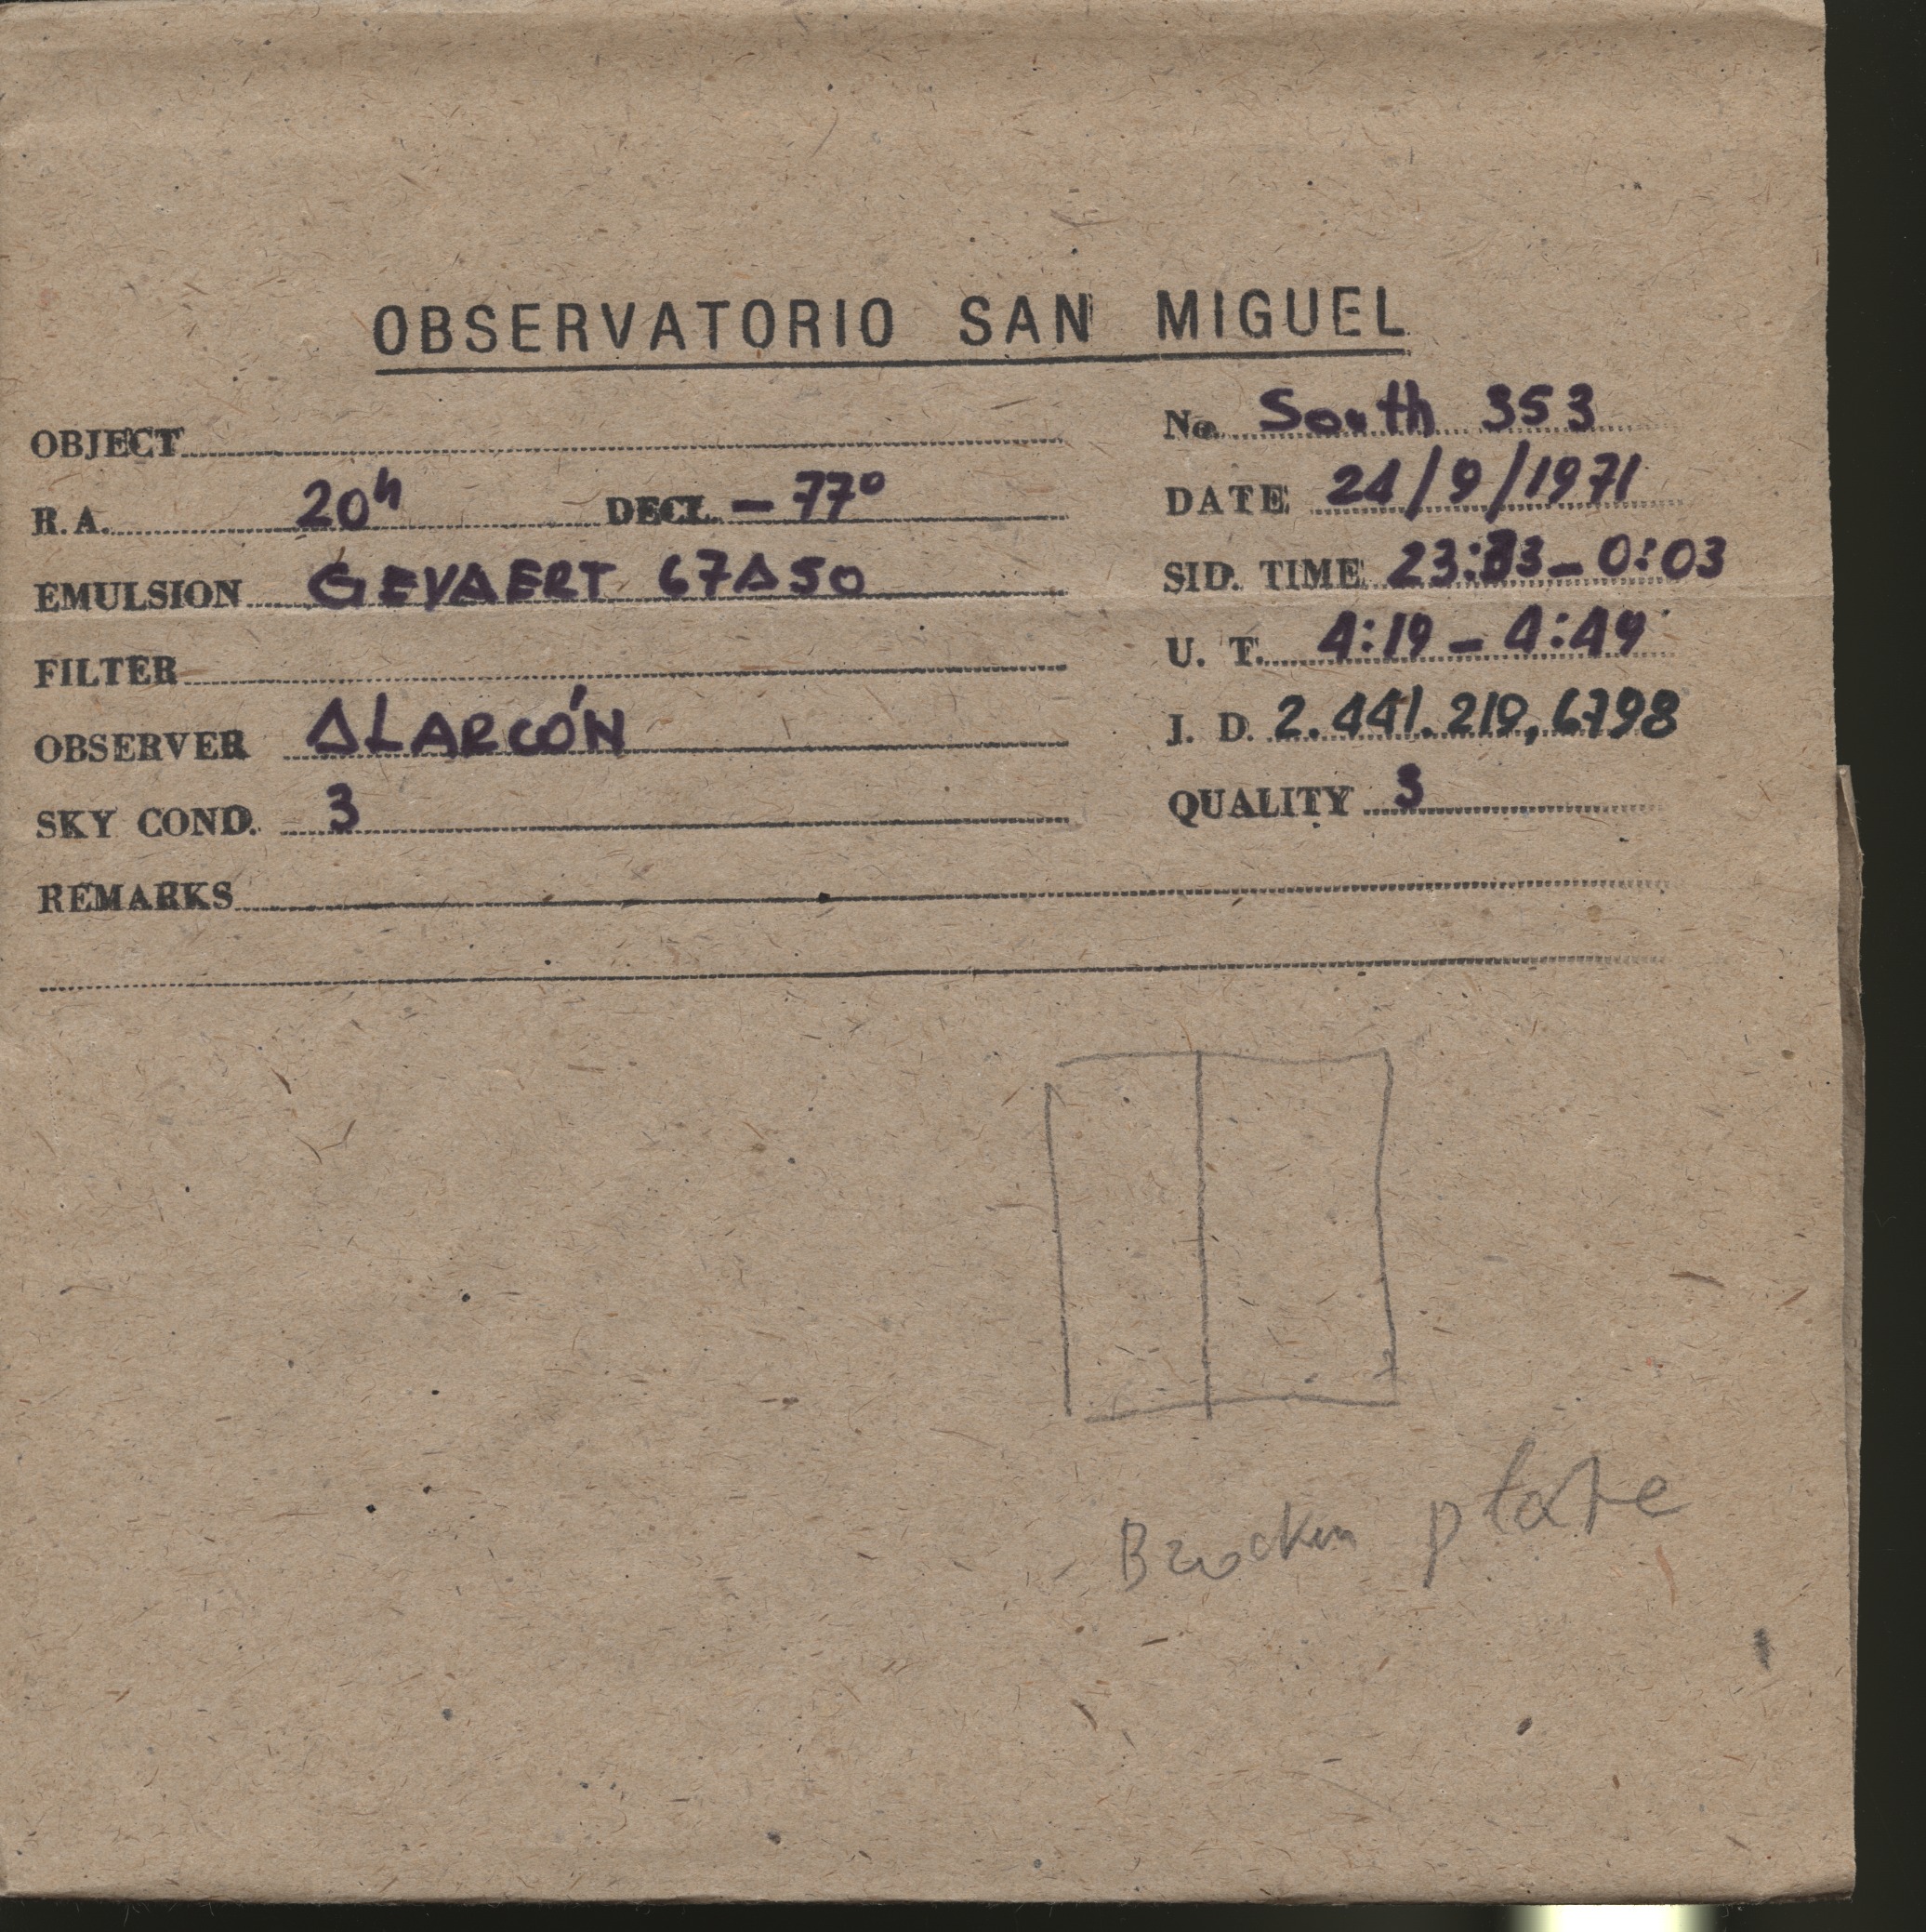 OBSERVATORIO SAN MIGUEL
OBJECT
No. South 353
R.A. 20h DECL. - 77°
DATE 24/9/1971
EMULSION GEVAERT 67A50
SID. TIME 23:33-0:03
FILTER
U. T. 4:19 - 4:49
OBSERVER ALARCÓN
J. D. 2.441.219,6798
SKY COND. 3
QUALITY 3
REMARKS
Brocken plate